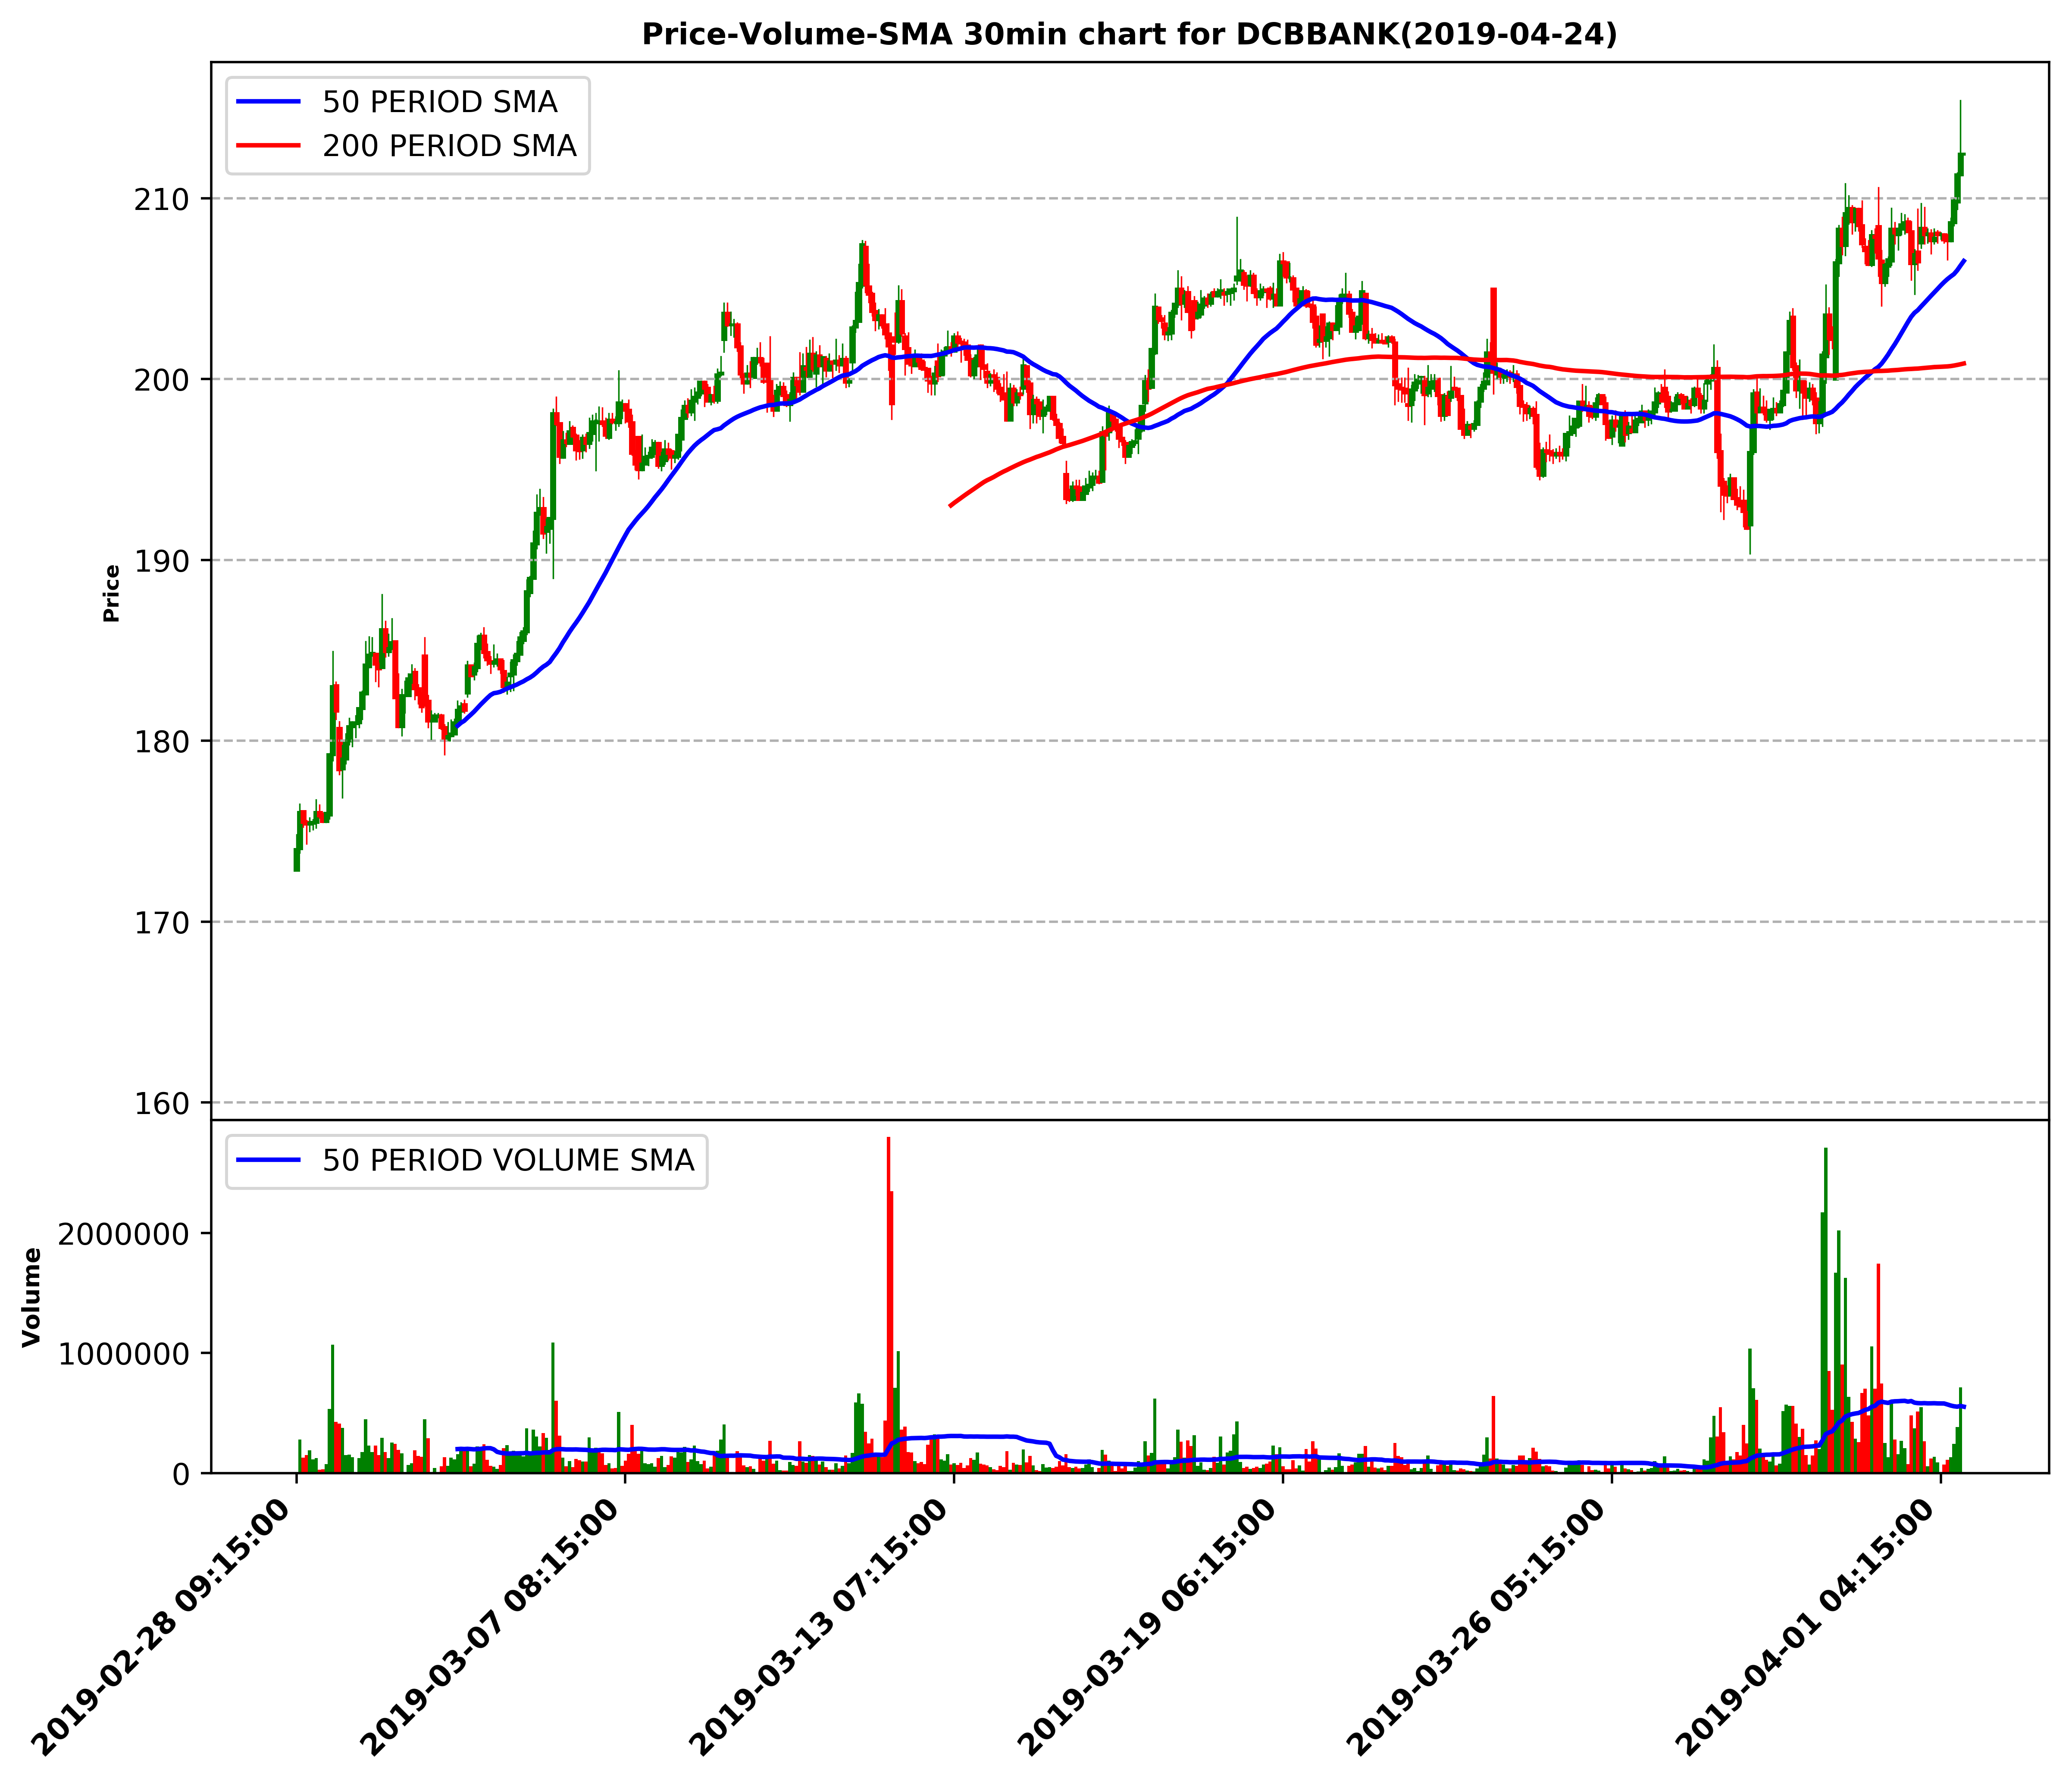 Price-Volume-SMA 30min chart for DCBBANK(2019-04-24)
50 PERIOD SMA
200 PERIOD SMA
210
200
190
180
170
160
Price
50 PERIOD VOLUME SMA
2000000
1000000
0
Volume
2019-02-28 09:15:00
2019-03-07 08:15:00
2019-03-13 07:15:00
2019-03-19 06:15:00
2019-03-26 05:15:00
2019-04-01 04:15:00